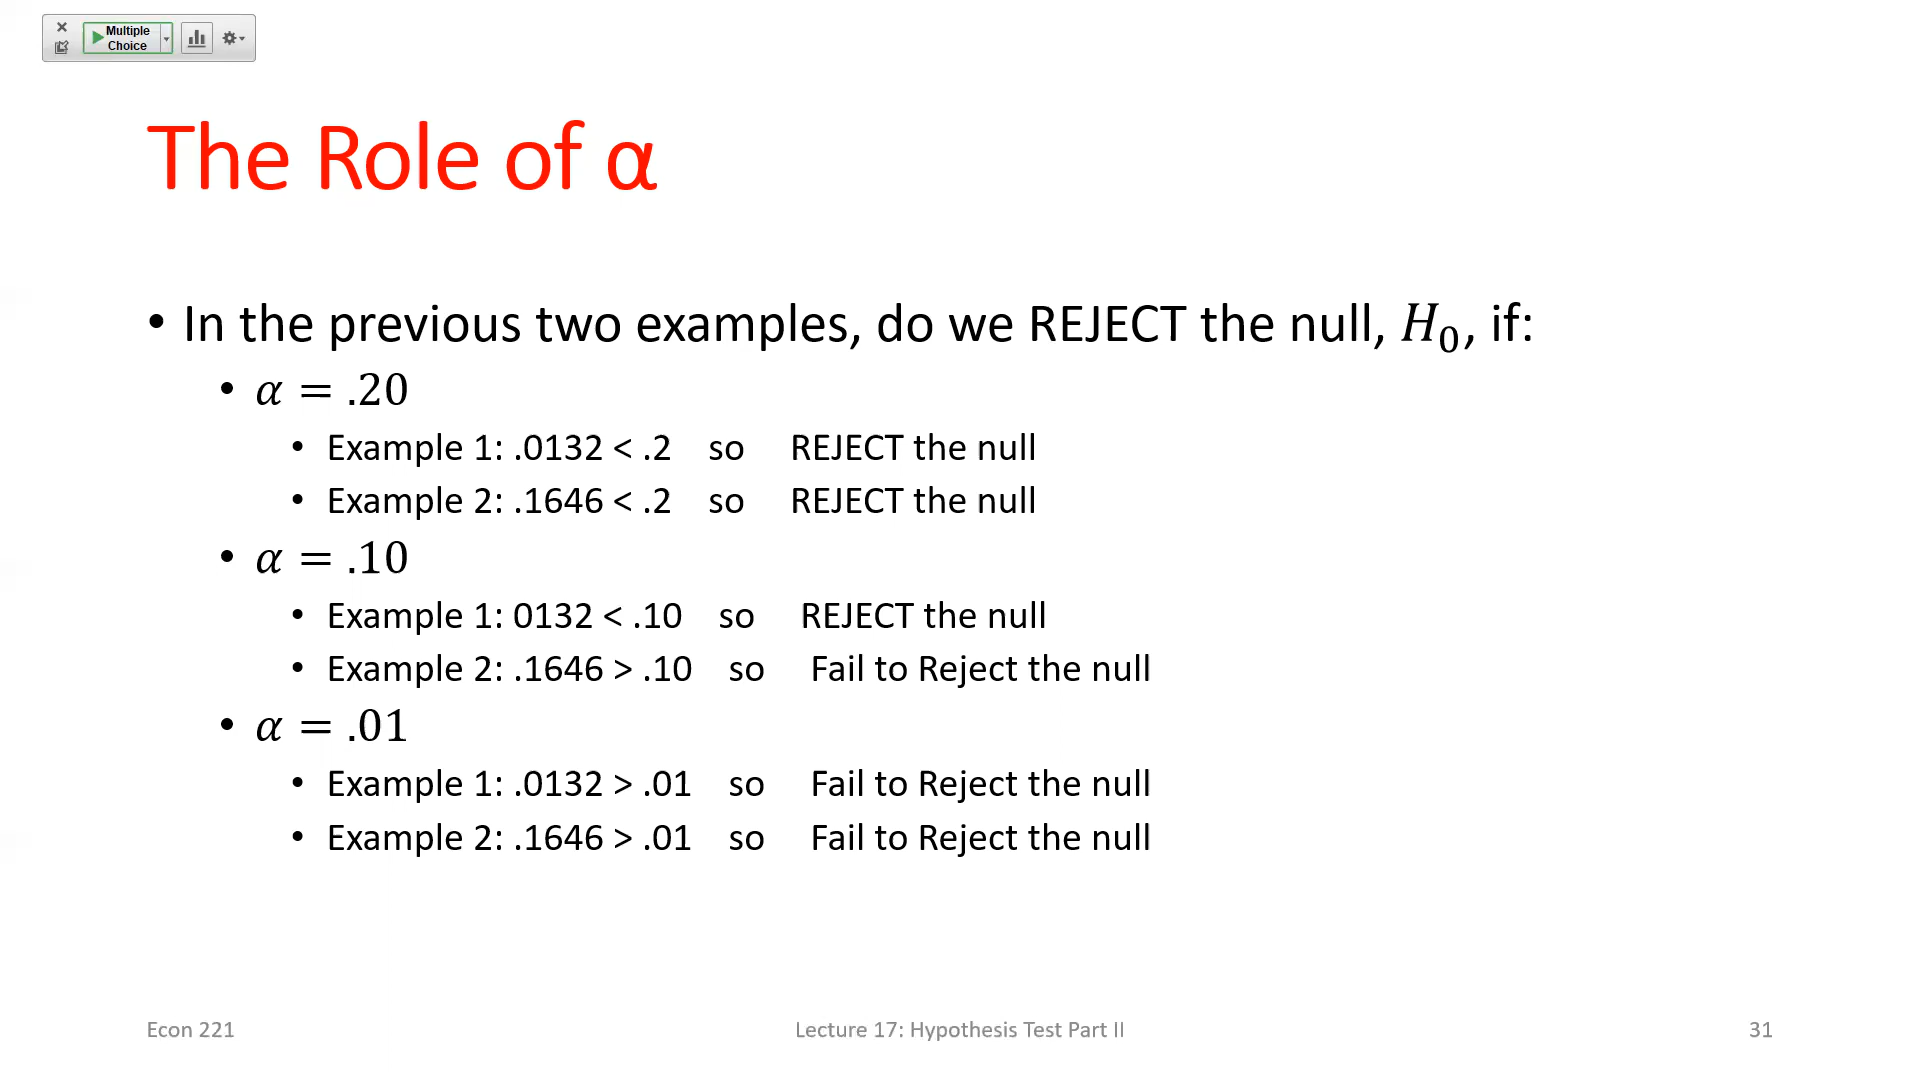 Multiple
Choice
The Role of α
• In the previous two examples, do we REJECT the null, H₀, if:
• α = .20
• Example 1: .0132 < .2 so REJECT the null
• Example 2: .1646 < .2 so REJECT the null
• α = .10
• Example 1: 0132 < .10 so REJECT the null
• Example 2: .1646 > .10 so Fail to Reject the null
• α = .01
• Example 1: .0132 > .01 so Fail to Reject the null
• Example 2: .1646 > .01 so Fail to Reject the null
Econ 221 Lecture 17: Hypothesis Test Part II 31